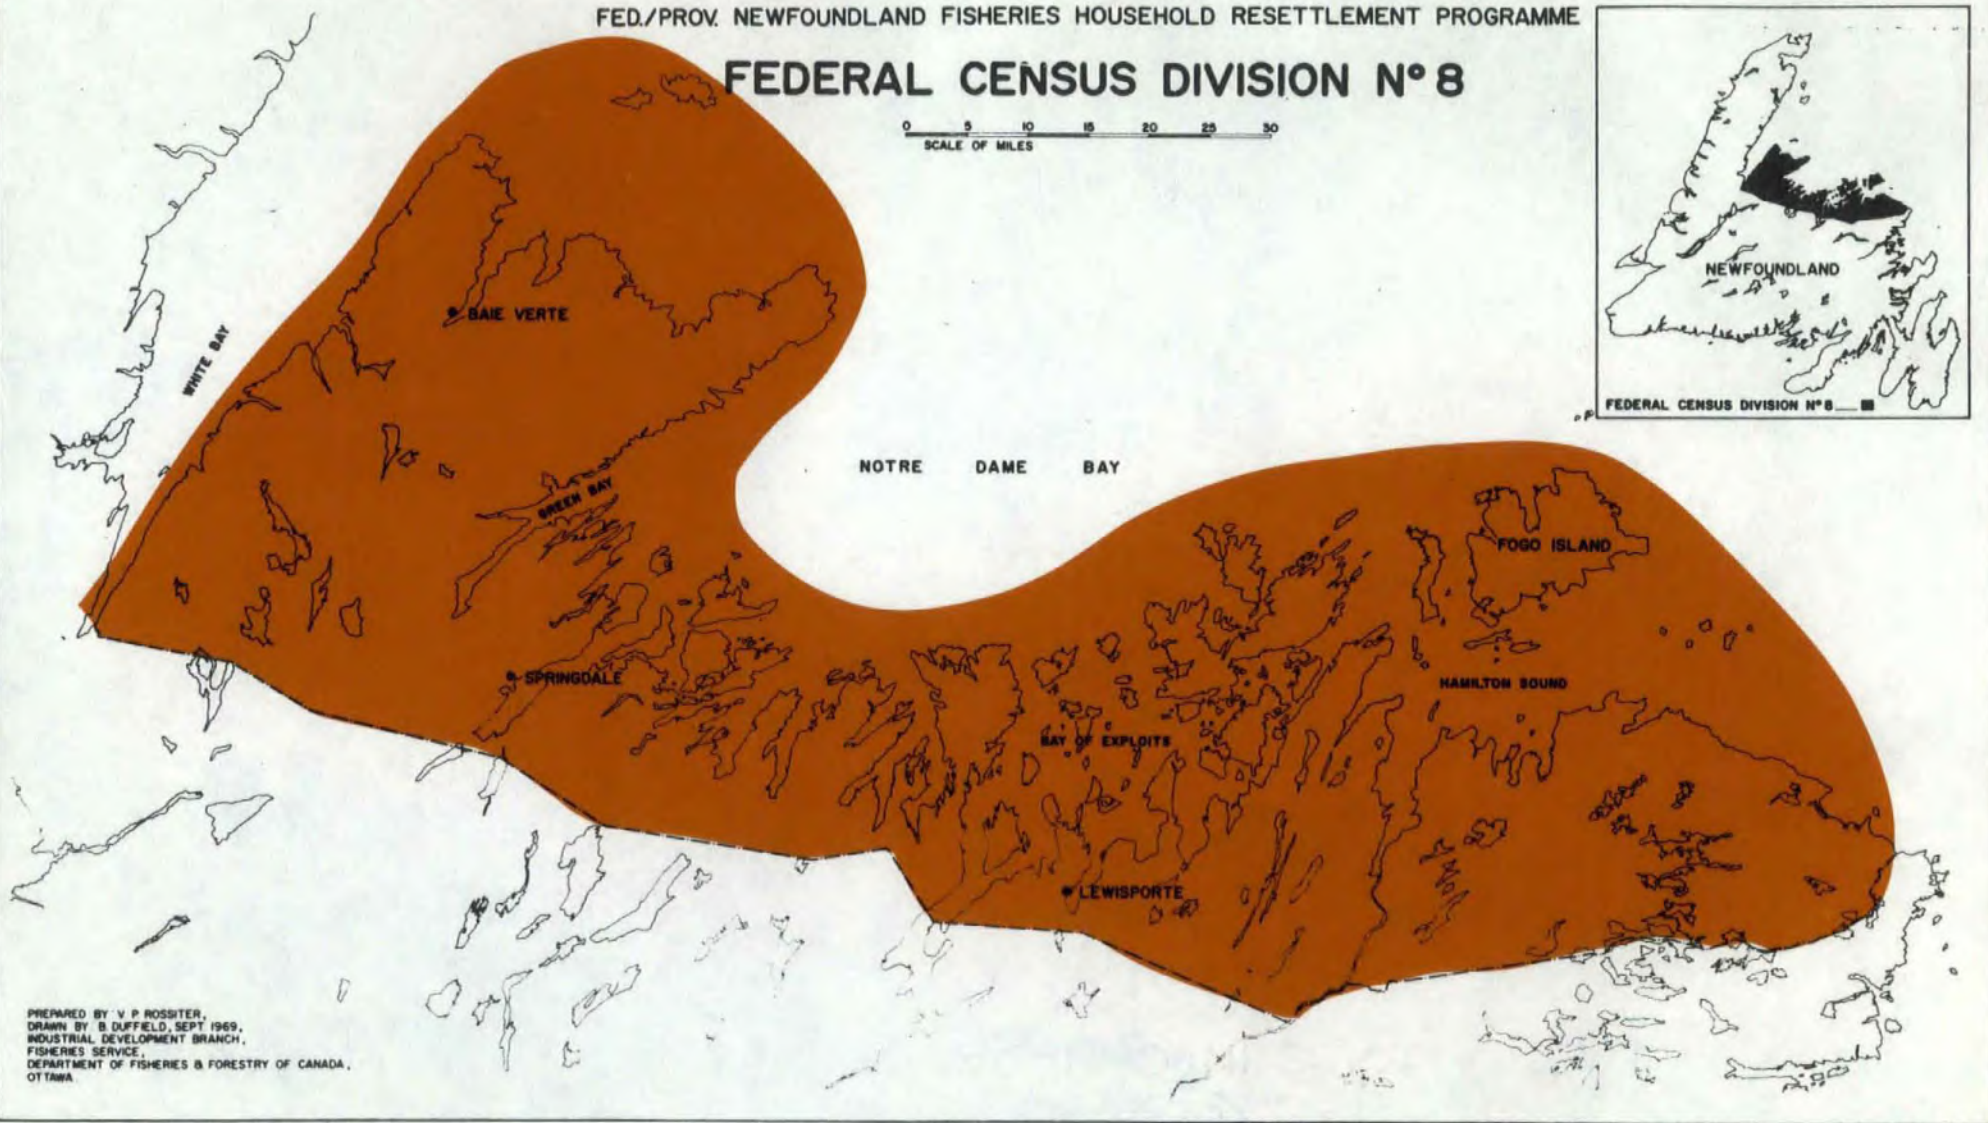 FED./PROV. NEWFOUNDLAND FISHERIES HOUSEHOLD RESETTLEMENT PROGRAMME
FEDERAL CENSUS DIVISION Nº 8
0 5 10 15 20 25 30
SCALE OF MILES
NEWFOUNDLAND
FEDERAL CENSUS DIVISION Nº 8
WHITE BAY
BAIE VERTE
NOTRE DAME BAY
GREEN BAY
FOGO ISLAND
SPRINGDALE
HAMILTON SOUND
BAY OF EXPLOITS
LEWISPORTE
PREPARED BY V. P. ROSSITER,
DRAWN BY B. DUFFIELD, SEPT 1969,
INDUSTRIAL DEVELOPMENT BRANCH,
FISHERIES SERVICE,
DEPARTMENT OF FISHERIES & FORESTRY OF CANADA,
OTTAWA